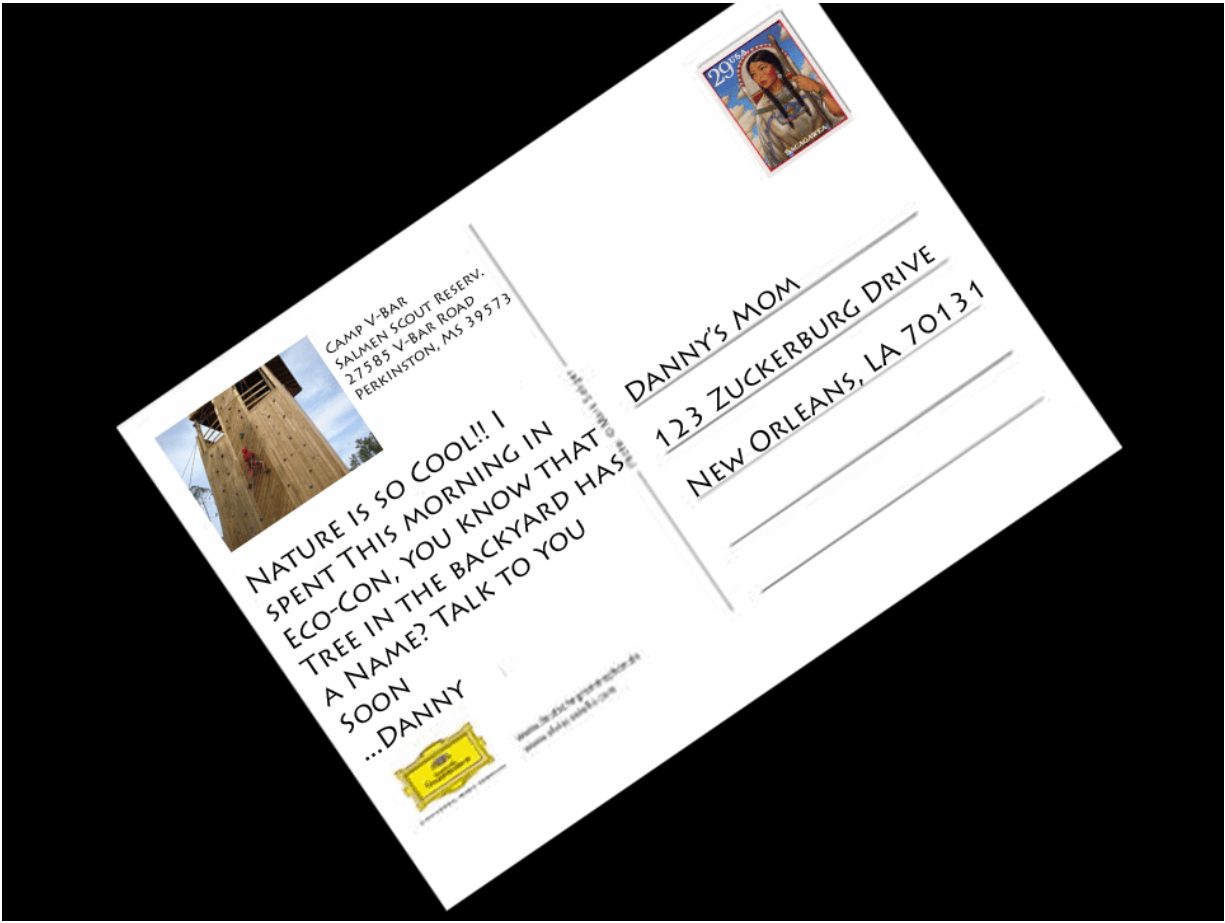 29 USA
SACAGAWEA
CAMP V-BAR
SALMEN SCOUT RESERV.
27585 V-BAR ROAD
PERKINSTON, MS 39573
NATURE IS SO COOL!! I
SPENT THIS MORNING IN
ECO-CON, YOU KNOW THAT
TREE IN THE BACKYARD HAS
A NAME? TALK TO YOU
SOON
...DANNY
DANNY'S MOM
123 ZUCKERBURG DRIVE
NEW ORLEANS, LA 70131